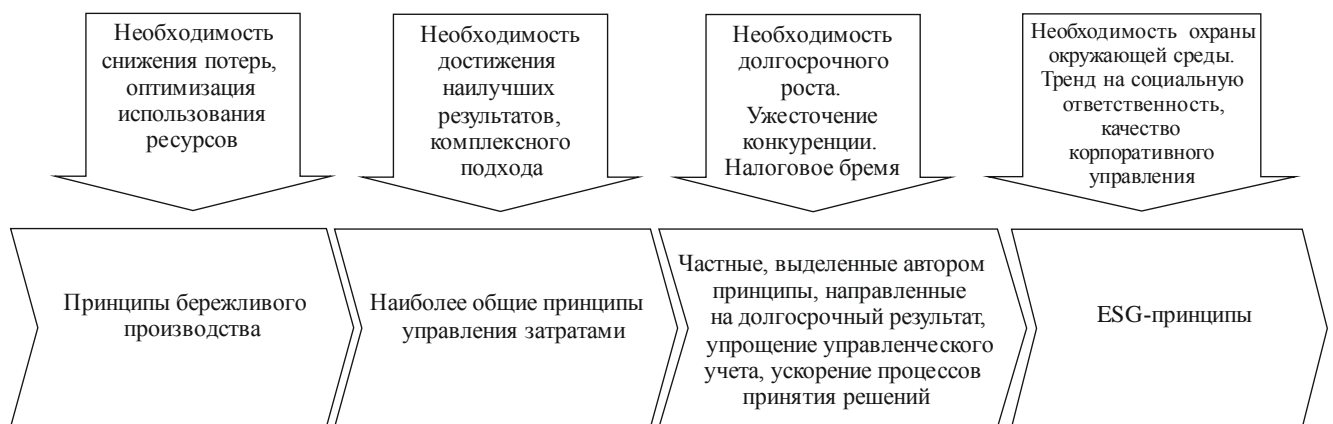 Необходимость
снижения потерь,
оптимизация
использования
ресурсов
Необходимость
достижения
наилучших
результатов,
комплексного
подхода
Необходимость
долгосрочного
роста.
Ужесточение
конкуренции.
Налоговое бремя
Необходимость охраны
окружающей среды.
Тренд на социальную
ответственность,
качество
корпоративного
управления
Принципы бережливого
производства
Наиболее общие принципы
управления затратами
Частные, выделенные автором
принципы, направленные
на долгосрочный результат,
упрощение управленческого
учета, ускорение процессов
принятия решений
ESG-принципы